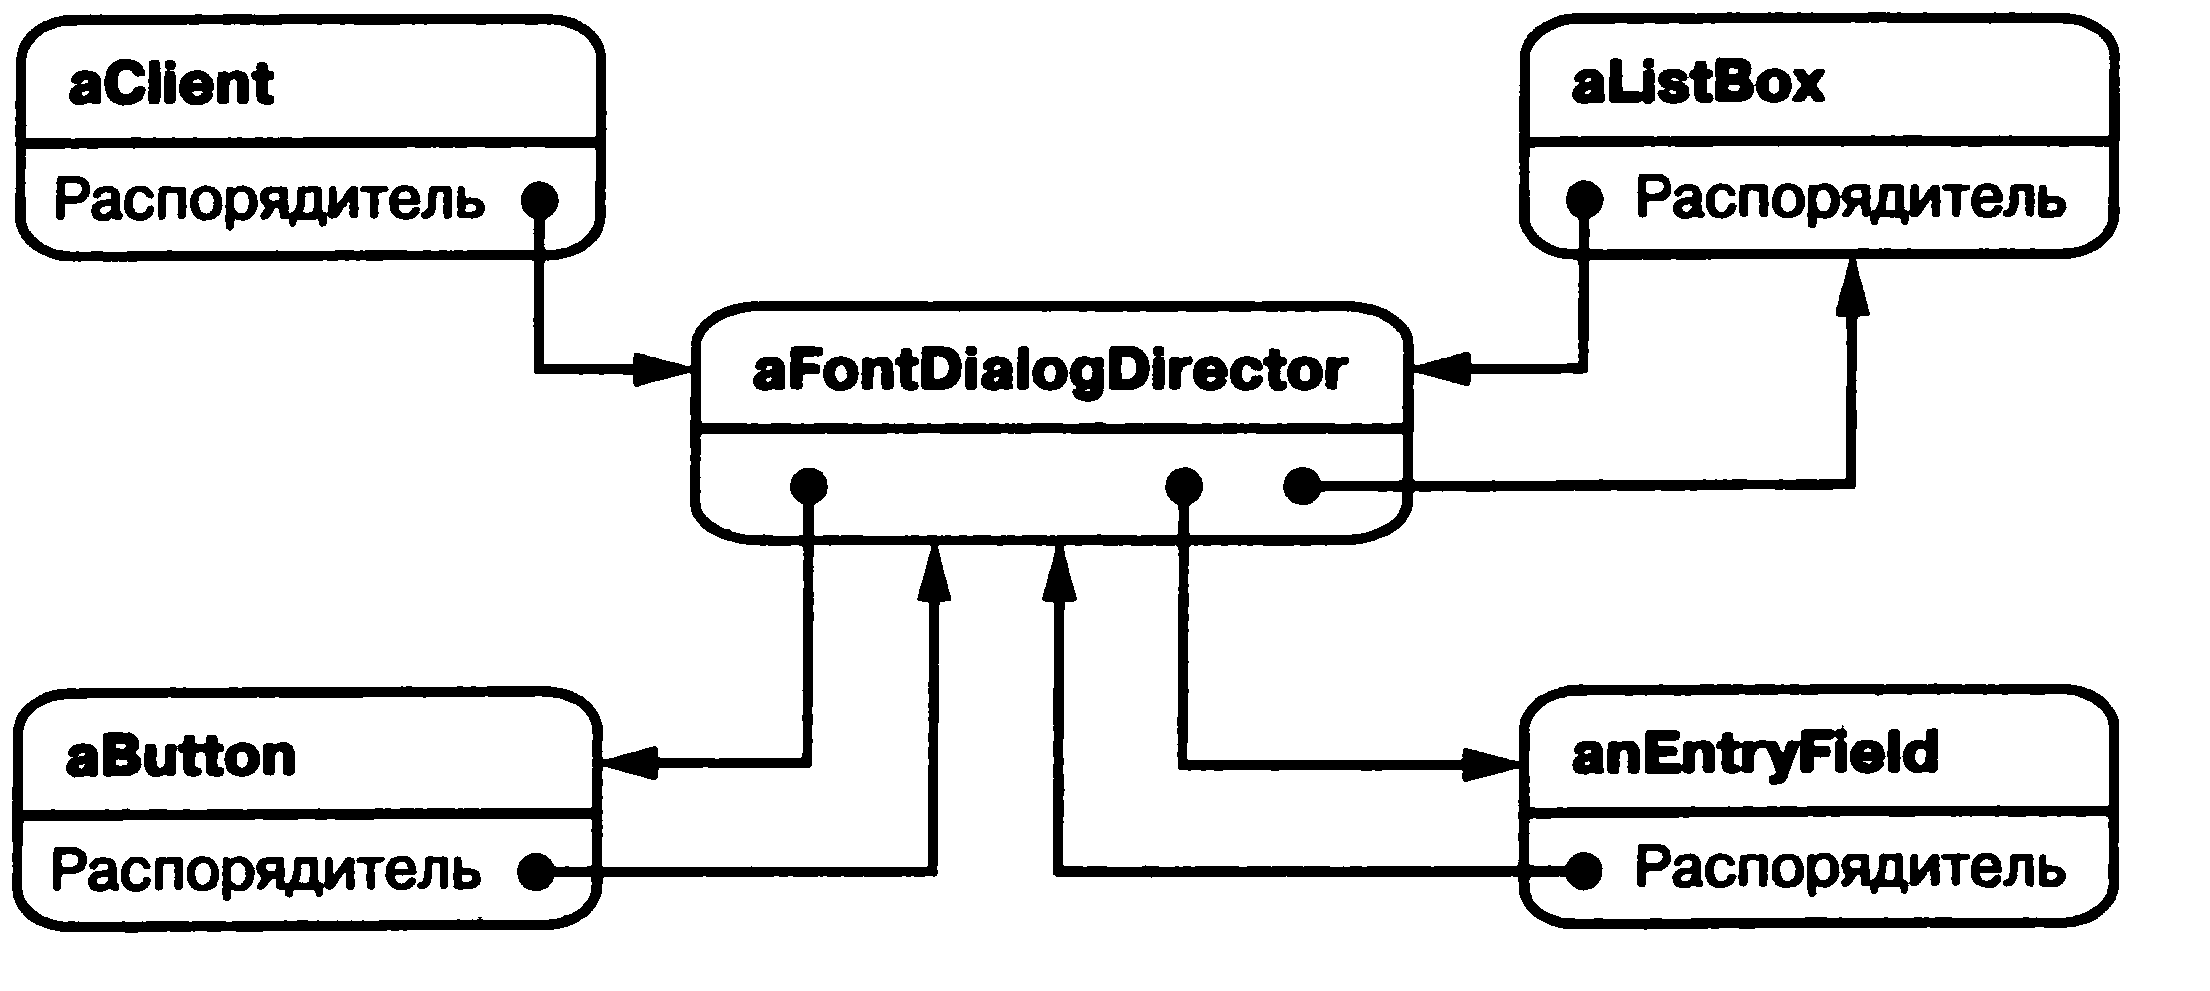 aClient
Распорядитель
aListBox
Распорядитель
aFontDialogDirector
aButton
Распорядитель
anEntryField
Распорядитель